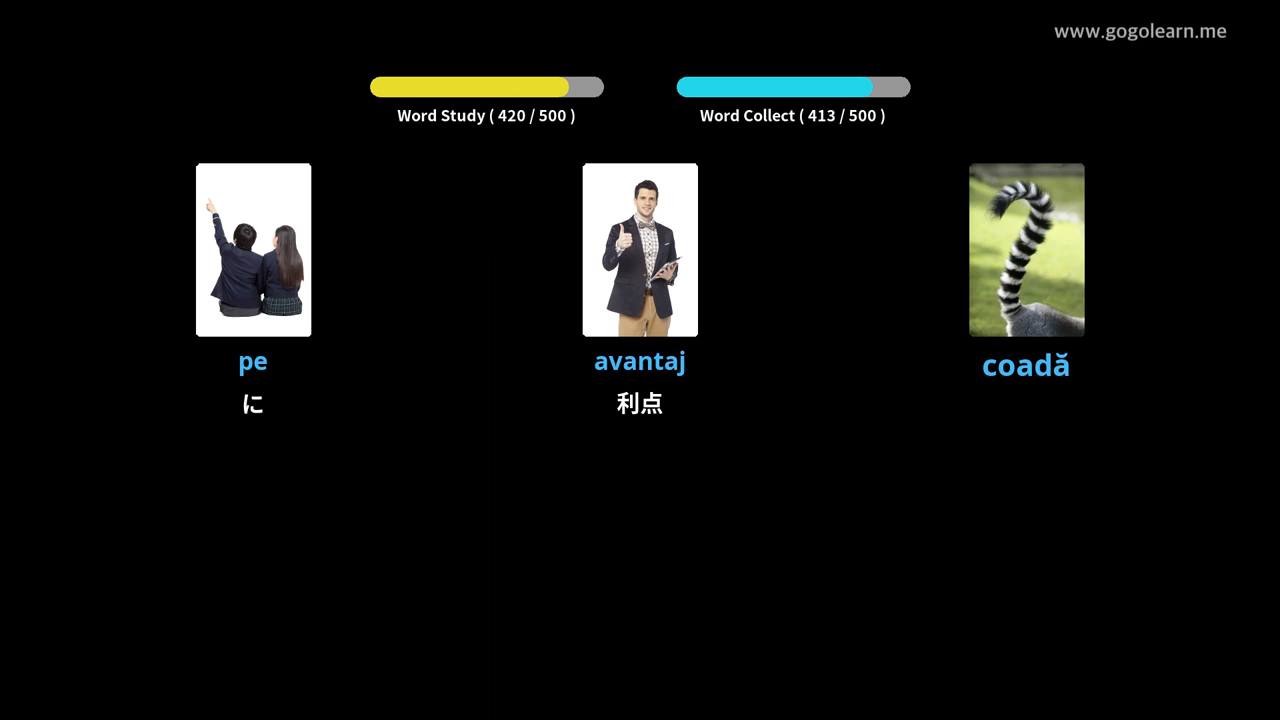 www.gogolearn.me
Word Study ( 420 / 500 )
Word Collect ( 413 / 500 )
pe
に
avantaj
利点
coadă